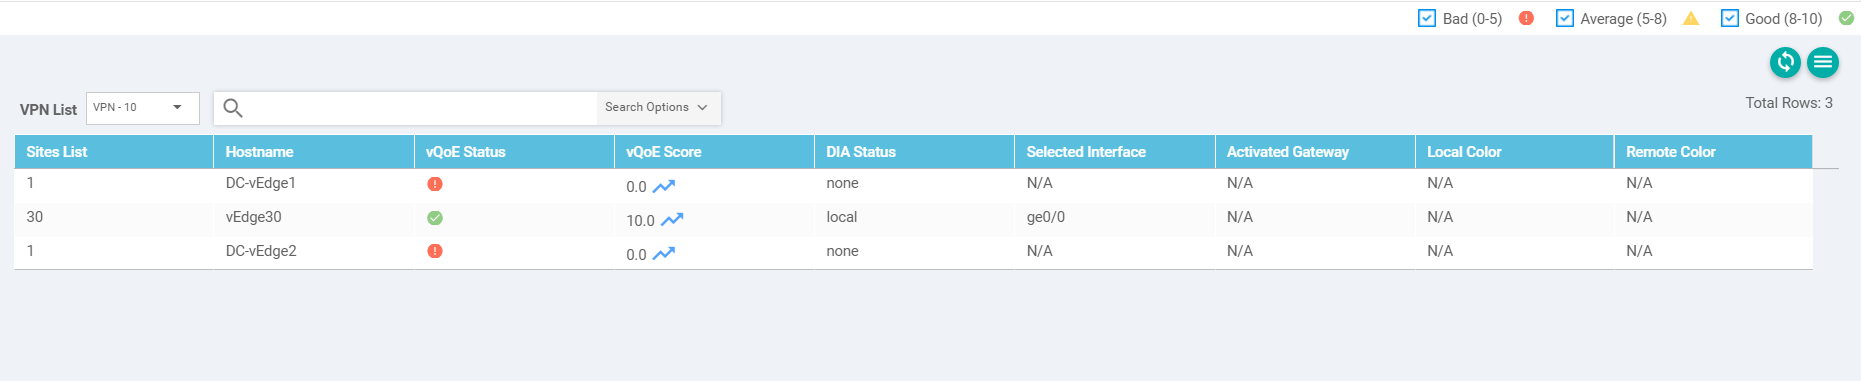 Bad (0-5) Average (5-8) Good (8-10)
Total Rows: 3
VPN List VPN - 10 Search Options
Sites List Hostname vQoE Status vQoE Score DIA Status Selected Interface Activated Gateway Local Color Remote Color
1 DC-vEdge1 0.0 none N/A N/A N/A N/A
30 vEdge30 10.0 local ge0/0 N/A N/A N/A
1 DC-vEdge2 0.0 none N/A N/A N/A N/A